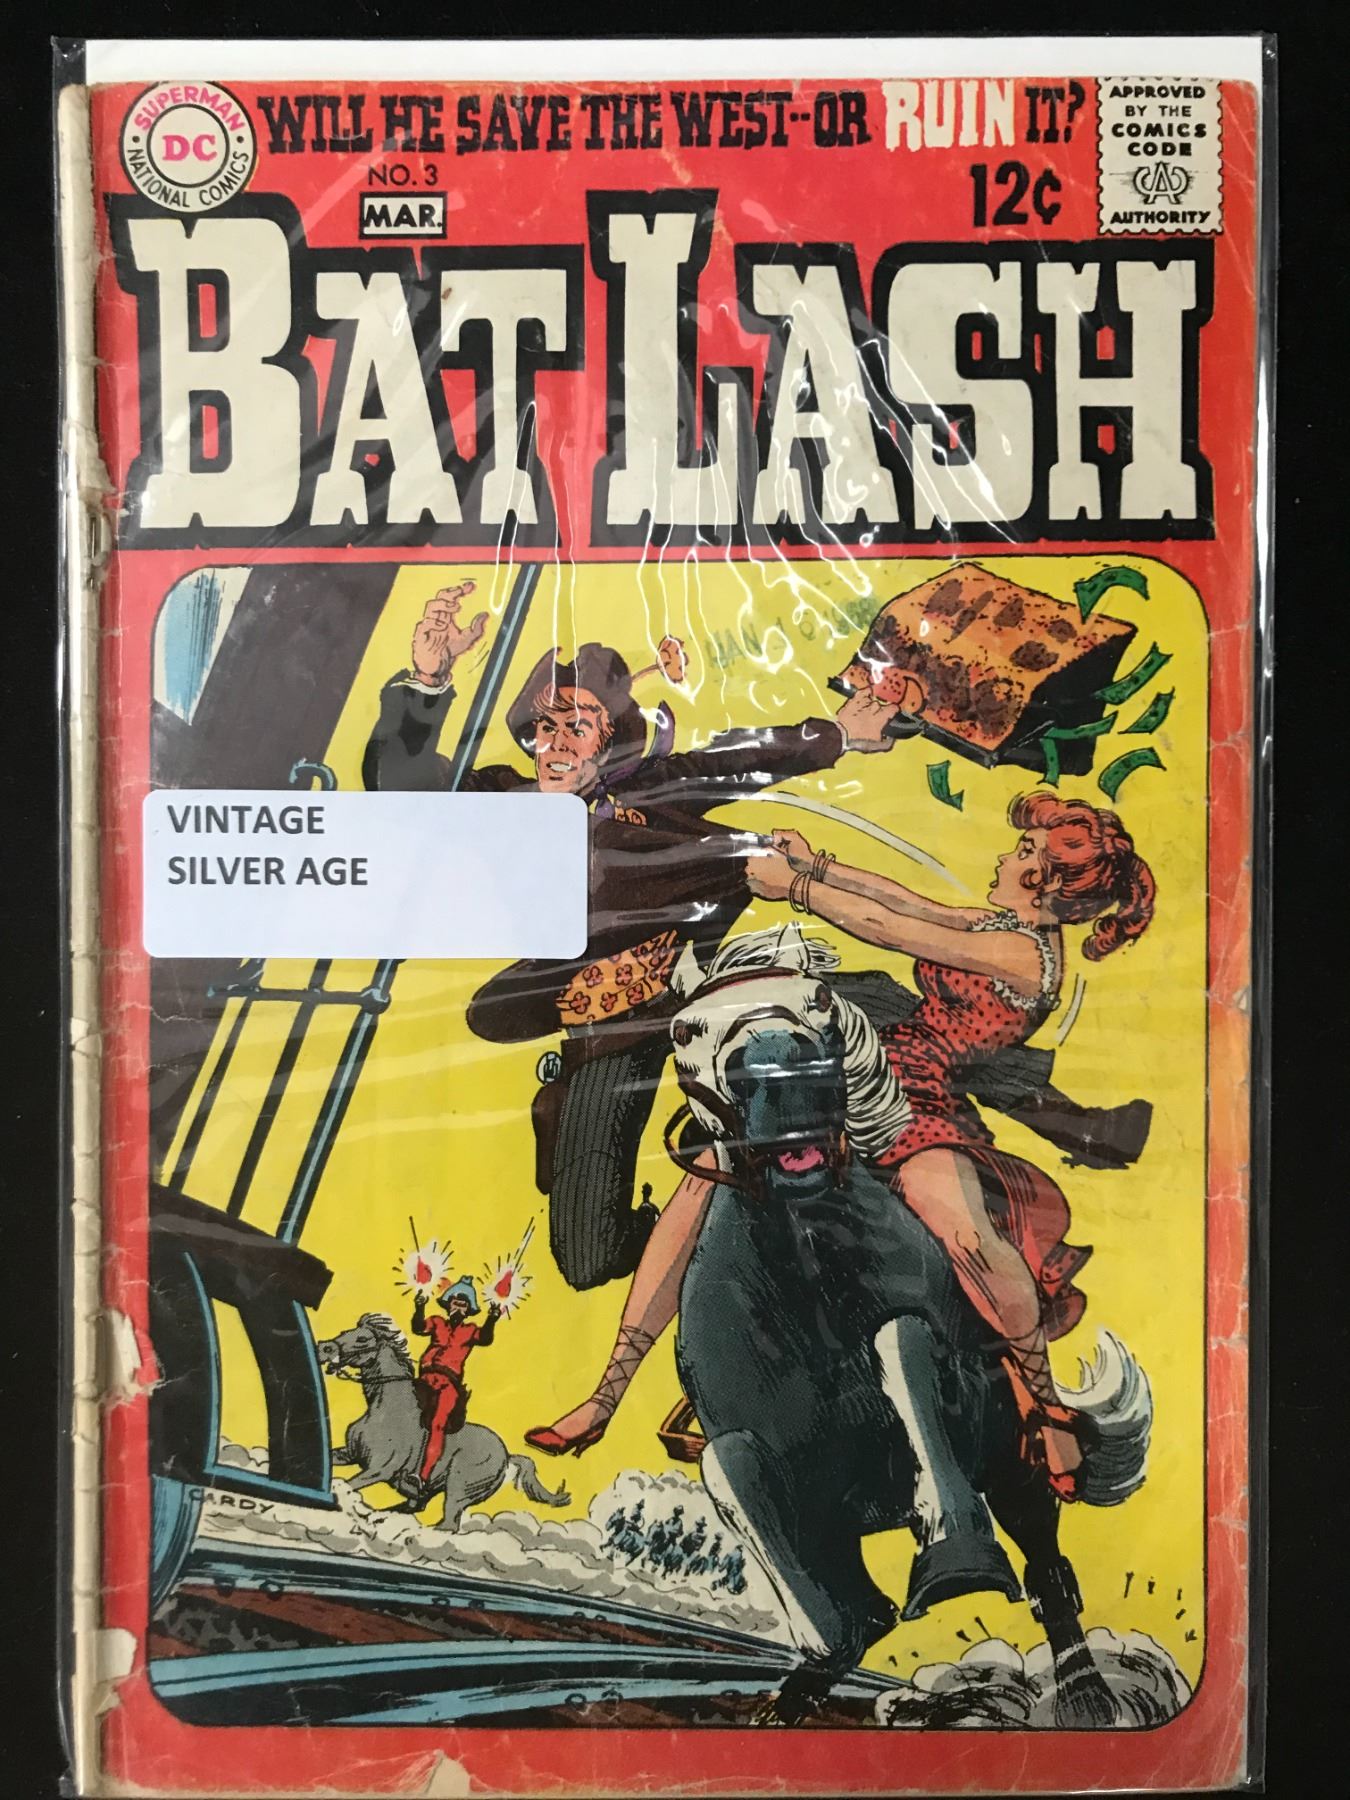 SUPERMAN
DC
NATIONAL COMICS
WILL HE SAVE THE WEST--OR RUIN IT?
NO. 3
MAR.
12¢
APPROVED
BY THE
COMICS
CODE
CA
AUTHORITY
BAT LASH
VINTAGE
SILVER AGE
CARDY